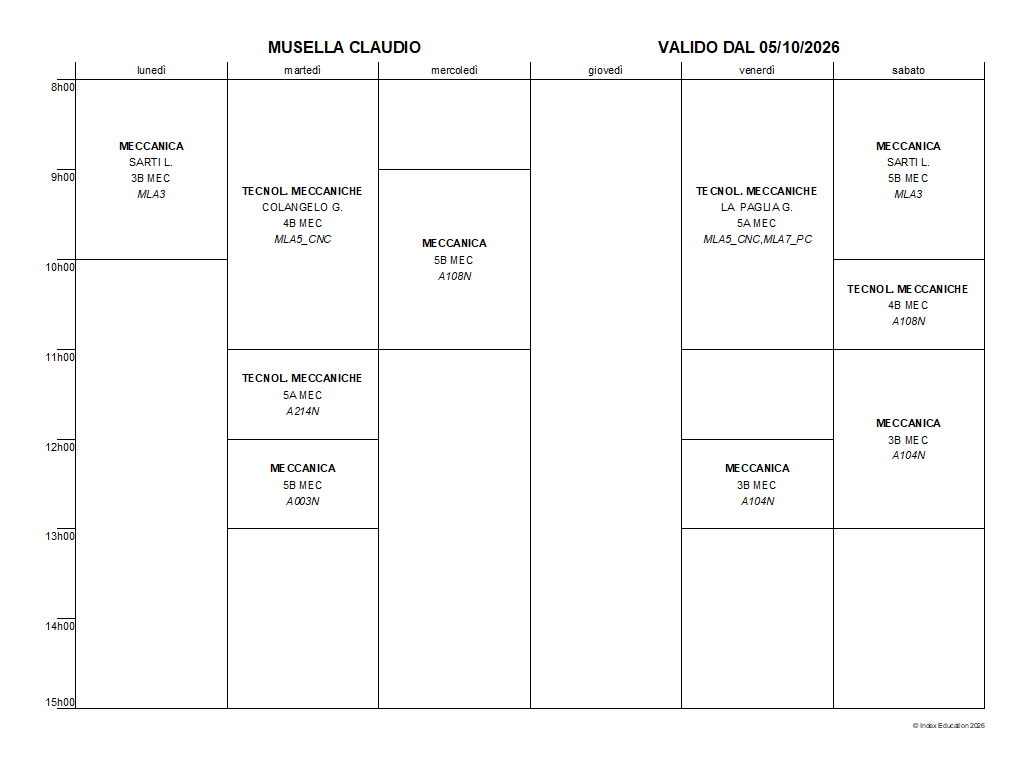 MUSELLA CLAUDIO
VALIDO DAL 05/10/2026
lunedì
martedì
mercoledì
giovedì
venerdì
sabato
8h00
9h00
10h00
11h00
12h00
13h00
14h00
15h00
MECCANICA
SARTI L.
3B MEC
MLA3
TECNOL. MECCANICHE
COLANGELO G.
4B MEC
MLA5_CNC
TECNOL. MECCANICHE
5A MEC
A214N
MECCANICA
5B MEC
A003N
MECCANICA
5B MEC
A108N
TECNOL. MECCANICHE
LA PAGLIA G.
5A MEC
MLA5_CNC,MLA7_PC
MECCANICA
3B MEC
A104N
MECCANICA
SARTI L.
5B MEC
MLA3
TECNOL. MECCANICHE
4B MEC
A108N
MECCANICA
3B MEC
A104N
© Index Education 2026